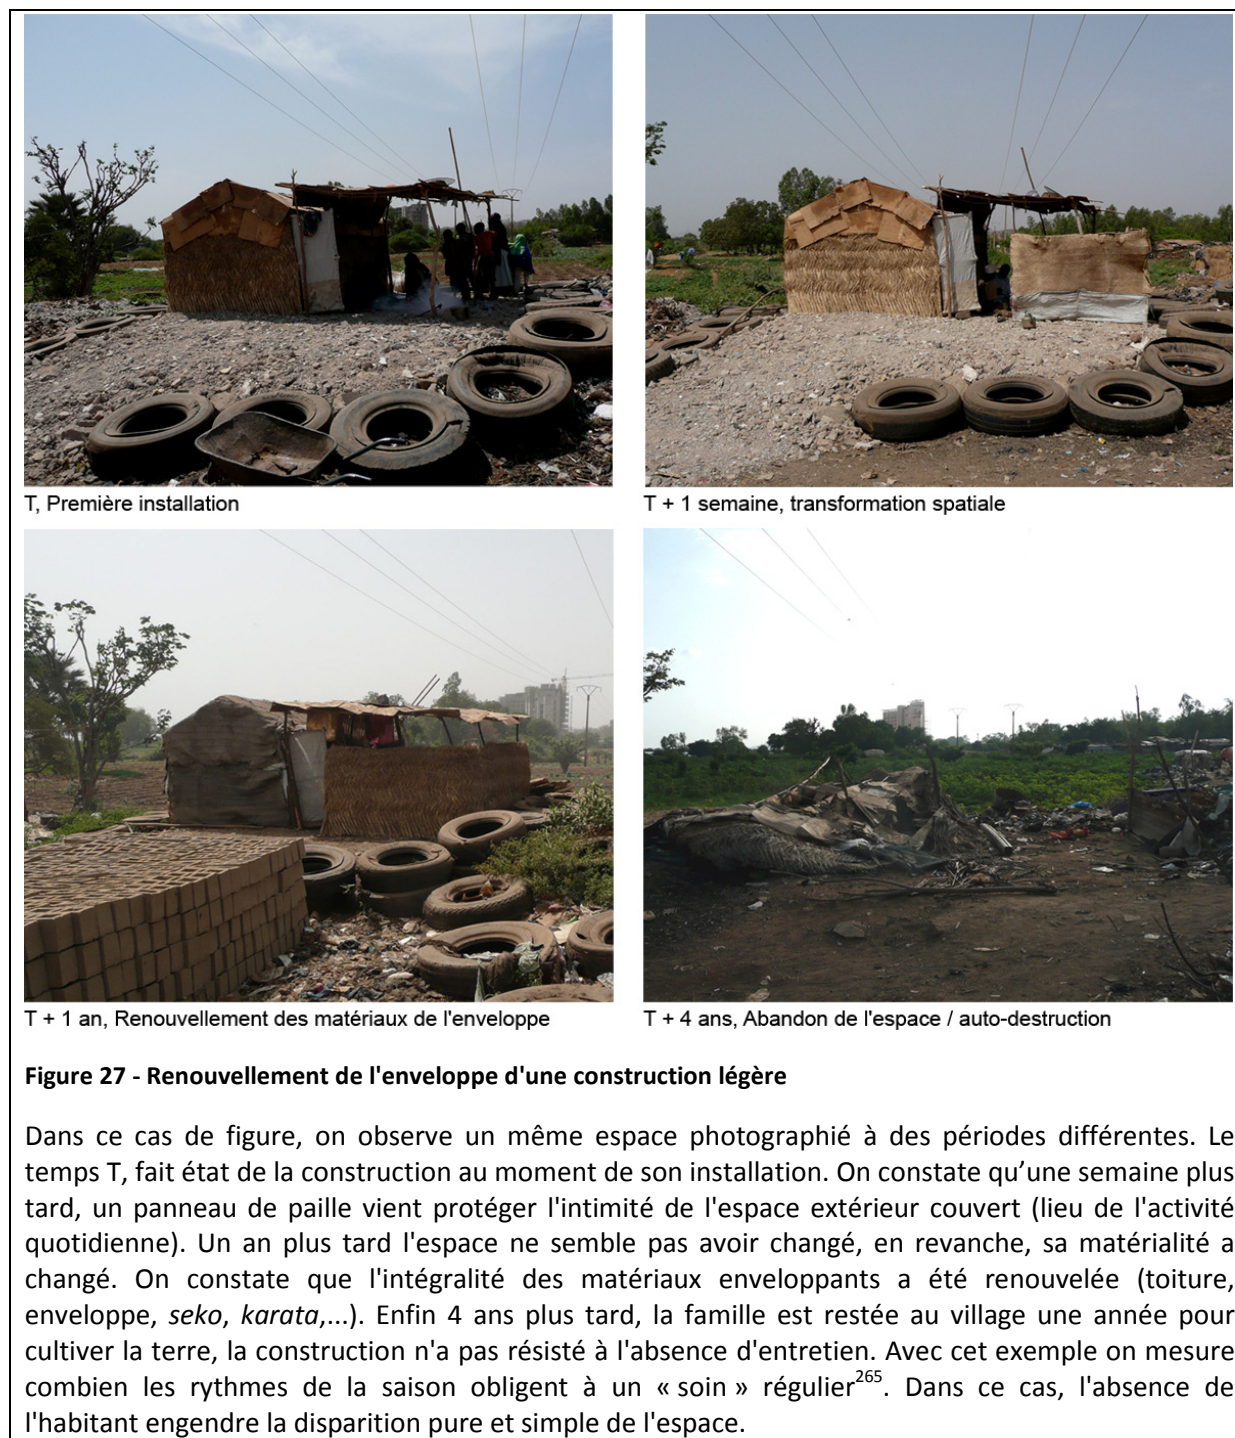 T, Première installation
T + 1 semaine, transformation spatiale
T + 1 an, Renouvellement des matériaux de l'enveloppe
T + 4 ans, Abandon de l'espace / auto-destruction
Figure 27 - Renouvellement de l'enveloppe d'une construction légère
Dans ce cas de figure, on observe un même espace photographié à des périodes différentes. Le
temps T, fait état de la construction au moment de son installation. On constate qu’une semaine plus
tard, un panneau de paille vient protéger l'intimité de l'espace extérieur couvert (lieu de l'activité
quotidienne). Un an plus tard l'espace ne semble pas avoir changé, en revanche, sa matérialité a
changé. On constate que l'intégralité des matériaux enveloppants a été renouvelée (toiture,
enveloppe, seko, karata,...). Enfin 4 ans plus tard, la famille est restée au village une année pour
cultiver la terre, la construction n'a pas résisté à l'absence d'entretien. Avec cet exemple on mesure
combien les rythmes de la saison obligent à un « soin » régulier265. Dans ce cas, l'absence de
l'habitant engendre la disparition pure et simple de l'espace.